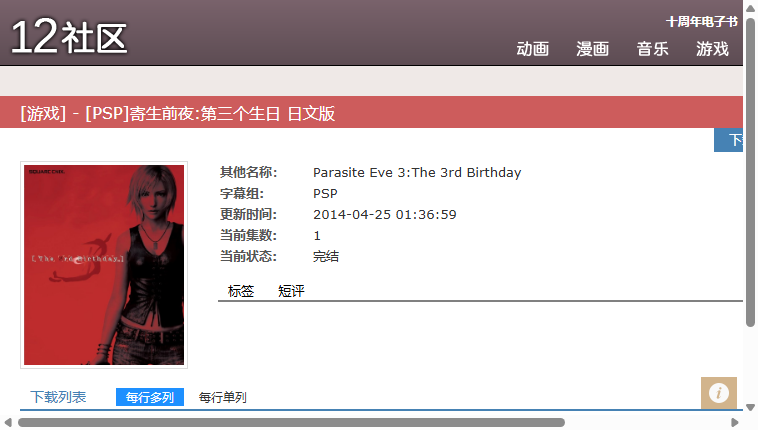 十周年电子书
12社区
动画 漫画 音乐 游戏
[游戏] - [PSP]寄生前夜:第三个生日 日文版
SQUARE ENIX.
[The 3rd Birthday.]
其他名称: Parasite Eve 3:The 3rd Birthday
字幕组: PSP
更新时间: 2014-04-25 01:36:59
当前集数: 1
当前状态: 完结
标签 短评
下载列表 每行多列 每行单列
i